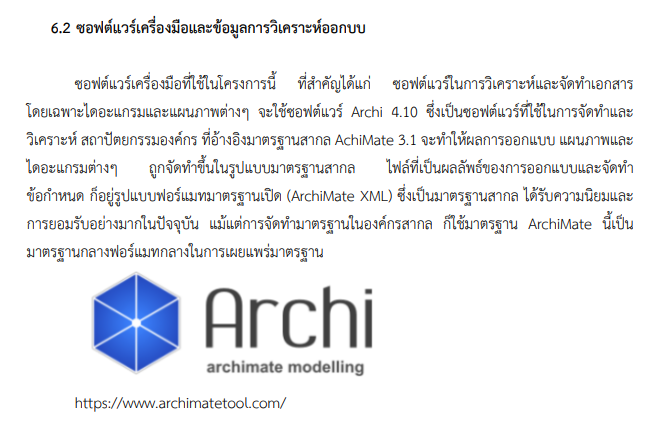 6.2 ซอฟต์แวร์เครื่องมือและข้อมูลการวิเคราะห์ออกบบ
ซอฟต์แวร์เครื่องมือที่ใช้ในโครงการนี้ ที่สำคัญได้แก่ ซอฟต์แวร์ในการวิเคราะห์และจัดทำเอกสาร
โดยเฉพาะไดอะแกรมและแผนภาพต่างๆ จะใช้ซอฟต์แวร์ Archi 4.10 ซึ่งเป็นซอฟต์แวร์ที่ใช้ในการจัดทำและ
วิเคราะห์ สถาปัตยกรรมองค์กร ที่อ้างอิงมาตรฐานสากล AchiMate 3.1 จะทำให้ผลการออกแบบ แผนภาพและ
ไดอะแกรมต่างๆ ถูกจัดทำขึ้นในรูปแบบมาตรฐานสากล ไฟล์ที่เป็นผลลัพธ์ของการออกแบบและจัดทำ
ข้อกำหนด ก็อยู่รูปแบบฟอร์แมทมาตรฐานเปิด (ArchiMate XML) ซึ่งเป็นมาตรฐานสากล ได้รับความนิยมและ
การยอมรับอย่างมากในปัจจุบัน แม้แต่การจัดทำมาตรฐานในองค์กรสากล ก็ใช้มาตรฐาน ArchiMate นี้เป็น
มาตรฐานกลางฟอร์แมทกลางในการเผยแพร่มาตรฐาน
Archi
archimate modelling
https://www.archimatetool.com/